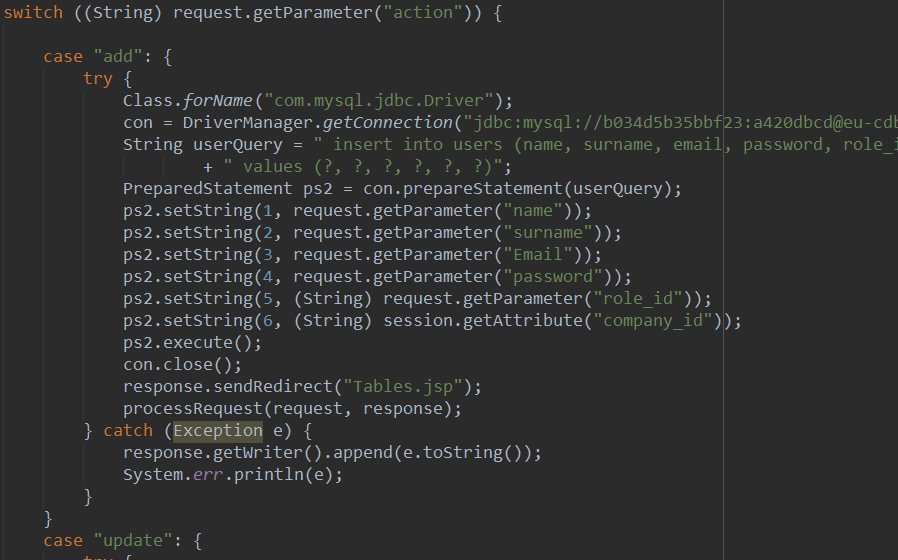 switch ((String) request.getParameter("action")) {
case "add": {
try {
Class.forName("com.mysql.jdbc.Driver");
con = DriverManager.getConnection("jdbc:mysql://b034d5b35bbf23:a420dbcd@eu-cdb
String userQuery = " insert into users (name, surname, email, password, role_i
+ " values (?, ?, ?, ?, ?, ?)";
PreparedStatement ps2 = con.prepareStatement(userQuery);
ps2.setString(1, request.getParameter("name"));
ps2.setString(2, request.getParameter("surname"));
ps2.setString(3, request.getParameter("Email"));
ps2.setString(4, request.getParameter("password"));
ps2.setString(5, (String) request.getParameter("role_id"));
ps2.setString(6, (String) session.getAttribute("company_id"));
ps2.execute();
con.close();
response.sendRedirect("Tables.jsp");
processRequest(request, response);
} catch (Exception e) {
response.getWriter().append(e.toString());
System.err.println(e);
}
}
case "update": {
try {